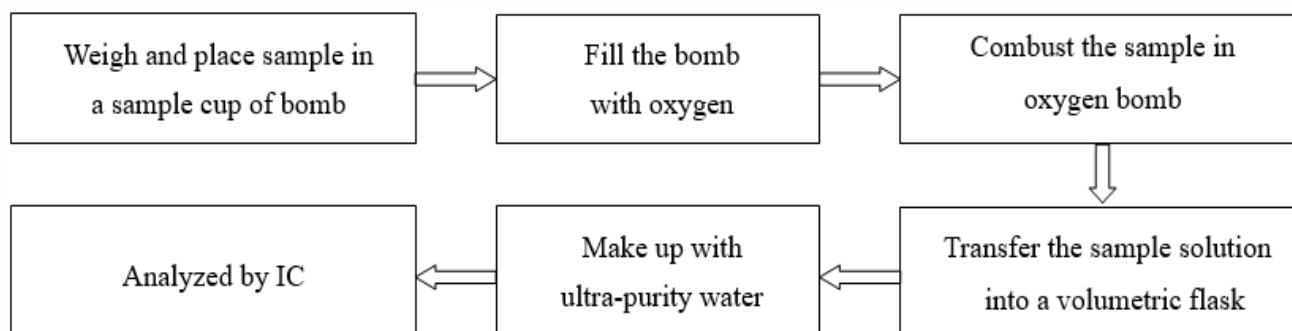 Weigh and place sample in
a sample cup of bomb
Fill the bomb
with oxygen
Combust the sample in
oxygen bomb
Transfer the sample solution
into a volumetric flask
Make up with
ultra-purity water
Analyzed by IC